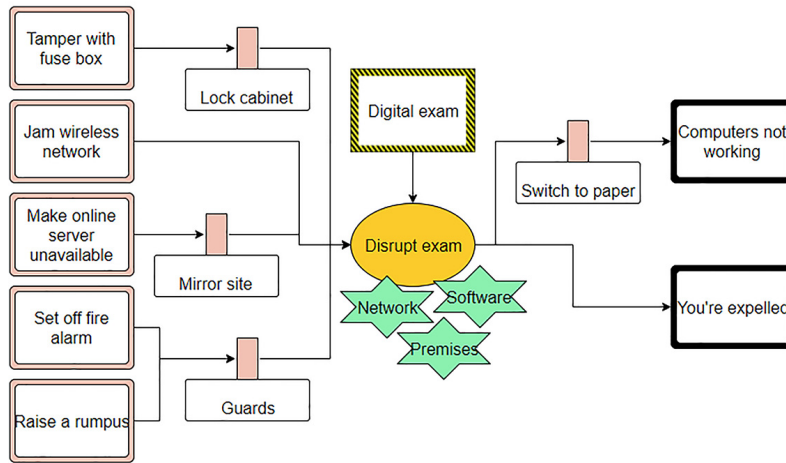 Tamper with
fuse box
Lock cabinet
Jam wireless
network
Make online
server
unavailable
Mirror site
Set off fire
alarm
Raise a rumpus
Guards
Digital exam
Disrupt exam
Network
Software
Premises
Switch to paper
Computers not
working
You're expelled